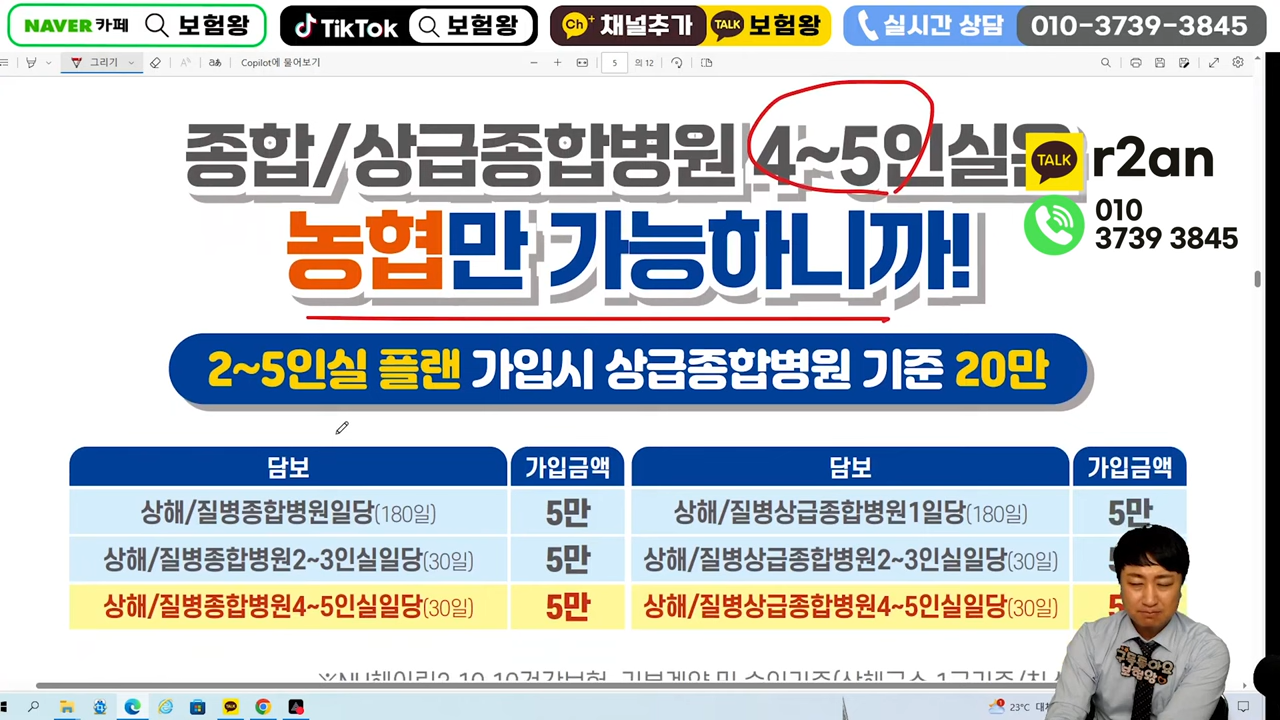 NAVER 카페 보험왕
TikTok 보험왕
Ch+ 채널추가 TALK 보험왕
실시간 상담 010-3739-3845
그리기 Copilot에 물어보기 5 의 12
종합/상급종합병원 4~5인실은
TALK r2an
농협만 가능하니까!
010
3739 3845
2~5인실 플랜 가입시 상급종합병원 기준 20만
담보 가입금액 담보 가입금액
상해/질병종합병원일당(180일) 5만 상해/질병상급종합병원1일당(180일) 5만
상해/질병종합병원2~3인실일당(30일) 5만 상해/질병상급종합병원2~3인실일당(30일)
상해/질병종합병원4~5인실일당(30일) 5만 상해/질병상급종합병원4~5인실일당(30일)
보험왕
23°C